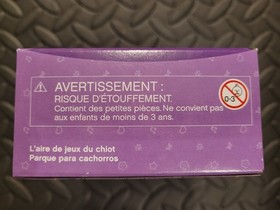 AVERTISSEMENT :
RISQUE D'ÉTOUFFEMENT.
Contient des petites pièces. Ne convient pas
aux enfants de moins de 3 ans.
0-3
L'aire de jeux du chiot
Parque para cachorros